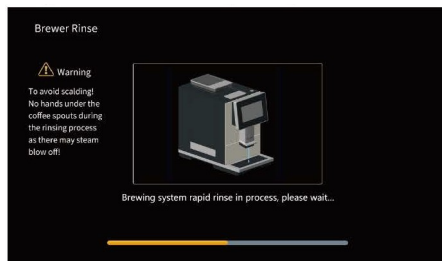 Brewer Rinse
Warning
To avoid scalding!
No hands under the
coffee spouts during
the rinsing process
as there may steam
blow off!
Brewing system rapid rinse in process, please wait...